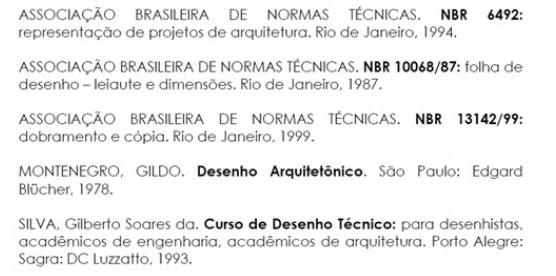 ASSOCIAÇÃO BRASILEIRA DE NORMAS TÉCNICAS. NBR 6492:
representação de projetos de arquitetura. Rio de Janeiro, 1994.
ASSOCIAÇÃO BRASILEIRA DE NORMAS TÉCNICAS. NBR 10068/87: folha de
desenho – leiaute e dimensões. Rio de Janeiro, 1987.
ASSOCIAÇÃO BRASILEIRA DE NORMAS TÉCNICAS. NBR 13142/99:
dobramento e cópia. Rio de Janeiro, 1999.
MONTENEGRO, GILDO. Desenho Arquitetônico. São Paulo: Edgard
Blücher, 1978.
SILVA, Gilberto Soares da. Curso de Desenho Técnico: para desenhistas,
acadêmicos de engenharia, acadêmicos de arquitetura. Porto Alegre:
Sagra: DC Luzzatto, 1993.